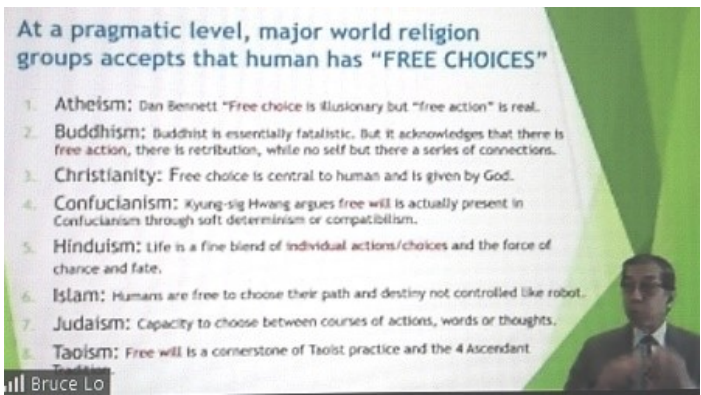 At a pragmatic level, major world religion
groups accepts that human has “FREE CHOICES”
1. Atheism: Dan Bennett “Free choice is illusionary but “free action” is real.
2. Buddhism: Buddhist is essentially fatalistic. But it acknowledges that there is
free action, there is retribution, while no self but there a series of connections.
3. Christianity: Free choice is central to human and is given by God.
4. Confucianism: Kyung-sig Hwang argues free will is actually present in
Confucianism through soft determinism or compatibilism.
5. Hinduism: Life is a fine blend of individual actions/choices and the force of
chance and fate.
6. Islam: Humans are free to choose their path and destiny not controlled like robot.
7. Judaism: Capacity to choose between courses of actions, words or thoughts.
8. Taoism: Free will is a cornerstone of Taoist practice and the 4 Ascendant
Bruce Lo